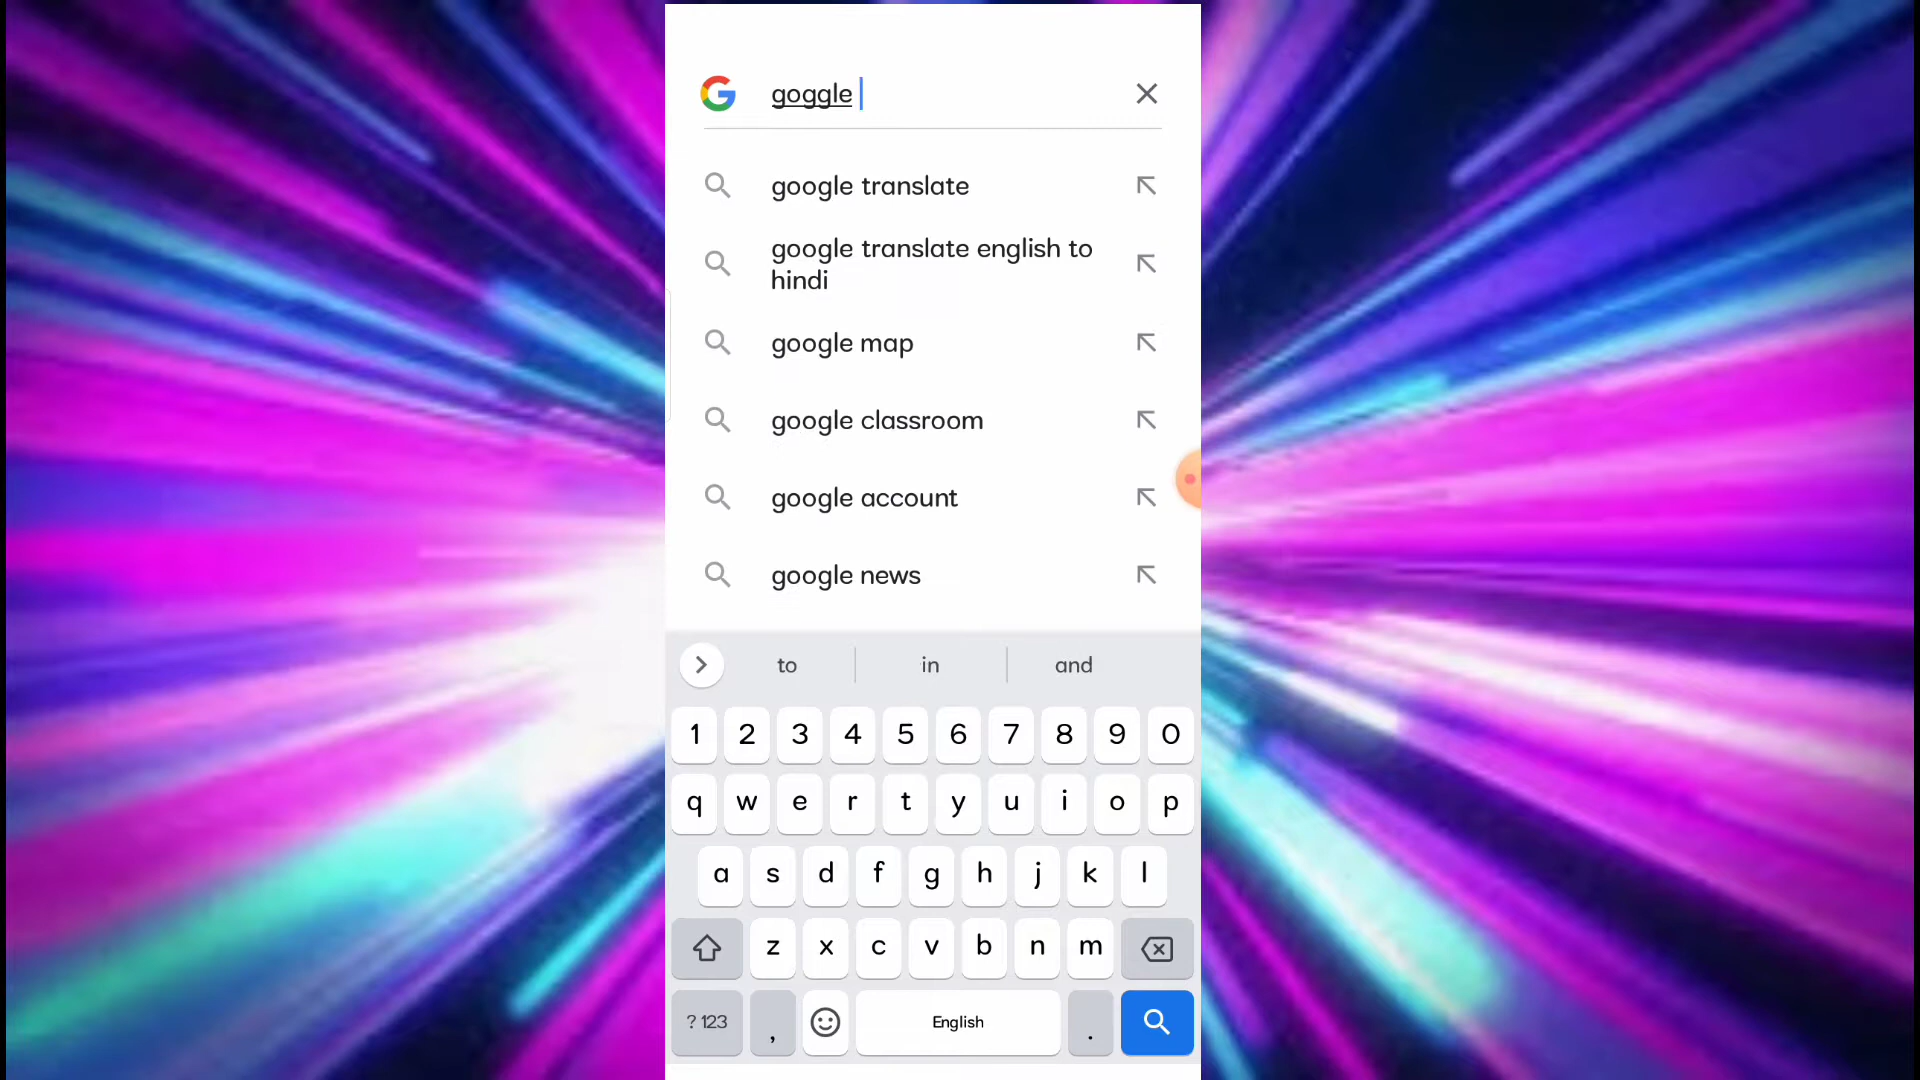 goggle
google translate
google translate english to
hindi
google map
google classroom
google account
google news
to in and
1 2 3 4 5 6 7 8 9 0
q w e r t y u i o p
a s d f g h j k l
z x c v b n m
?123 , English .